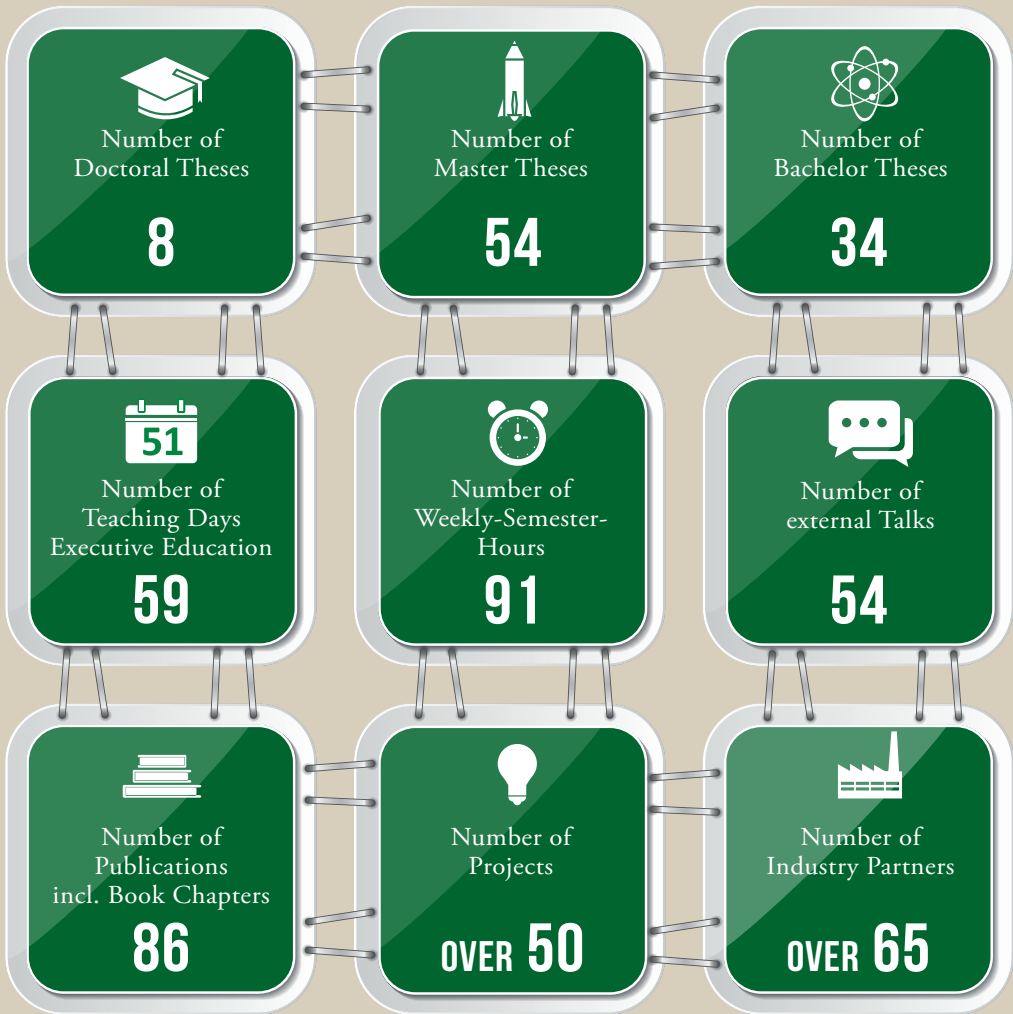 Number of
Doctoral Theses
8
Number of
Master Theses
54
Number of
Bachelor Theses
34
51
Number of
Teaching Days
Executive Education
59
Number of
Weekly-Semester-
Hours
91
Number of
external Talks
54
Number of
Publications
incl. Book Chapters
86
Number of
Projects
OVER 50
Number of
Industry Partners
OVER 65